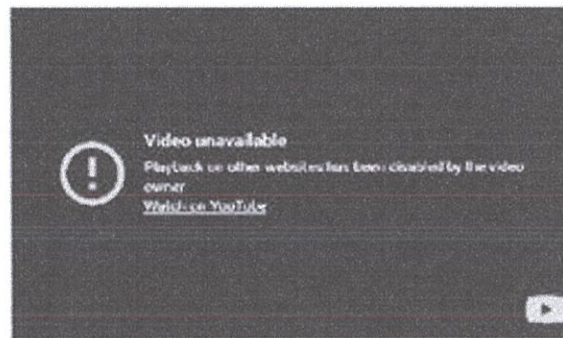 Video unavailable
Playback on other websites has been disabled by the video
owner
Watch on YouTube